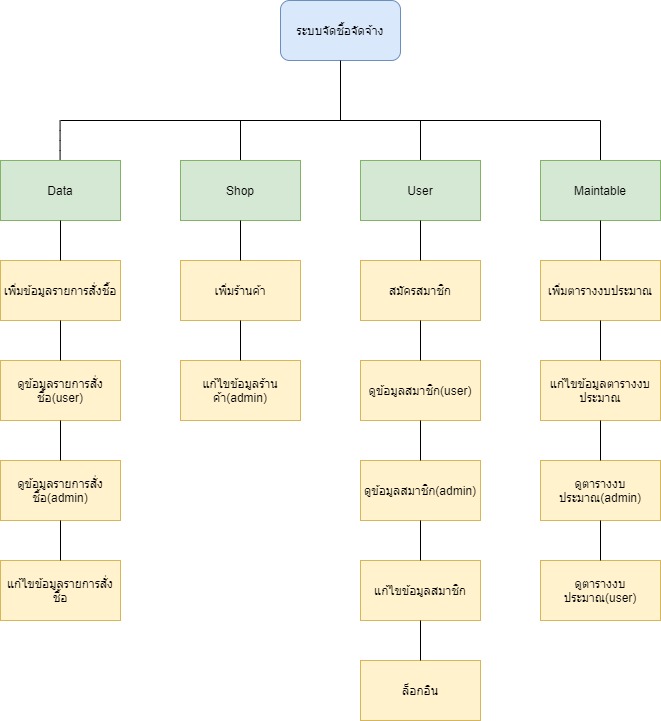 ระบบจัดซื้อจัดจ้าง
Data
Shop
User
Maintable
เพิ่มข้อมูลรายการสั่งซื้อ
เพิ่มร้านค้า
สมัครสมาชิก
เพิ่มตารางงบประมาณ
ดูข้อมูลรายการสั่ง
ซื้อ(user)
แก้ไขข้อมูลร้าน
ค้า(admin)
ดูข้อมูลสมาชิก(user)
แก้ไขข้อมูลตารางงบ
ประมาณ
ดูข้อมูลรายการสั่ง
ซื้อ(admin)
ดูข้อมูลสมาชิก(admin)
ดูตารางงบ
ประมาณ(admin)
แก้ไขข้อมูลรายการสั่ง
ซื้อ
แก้ไขข้อมูลสมาชิก
ดูตารางงบ
ประมาณ(user)
ล็อกอิน